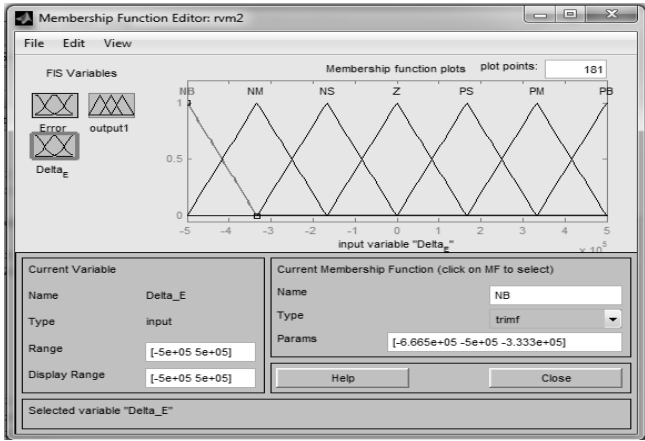 Membership Function Editor: rvm2
File Edit View
FIS Variables
Membership function plots plot points: 181
Error output1
Delta_E
NB NM NS Z PS PM PB
1
0.5
0
-5 -4 -3 -2 -1 0 1 2 3 4 5
input variable "Delta_E"
× 10^5
Current Variable
Name Delta_E
Type input
Range [-5e+05 5e+05]
Display Range [-5e+05 5e+05]
Current Membership Function (click on MF to select)
Name NB
Type trimf
Params [-6.665e+05 -5e+05 -3.333e+05]
Help Close
Selected variable "Delta_E"